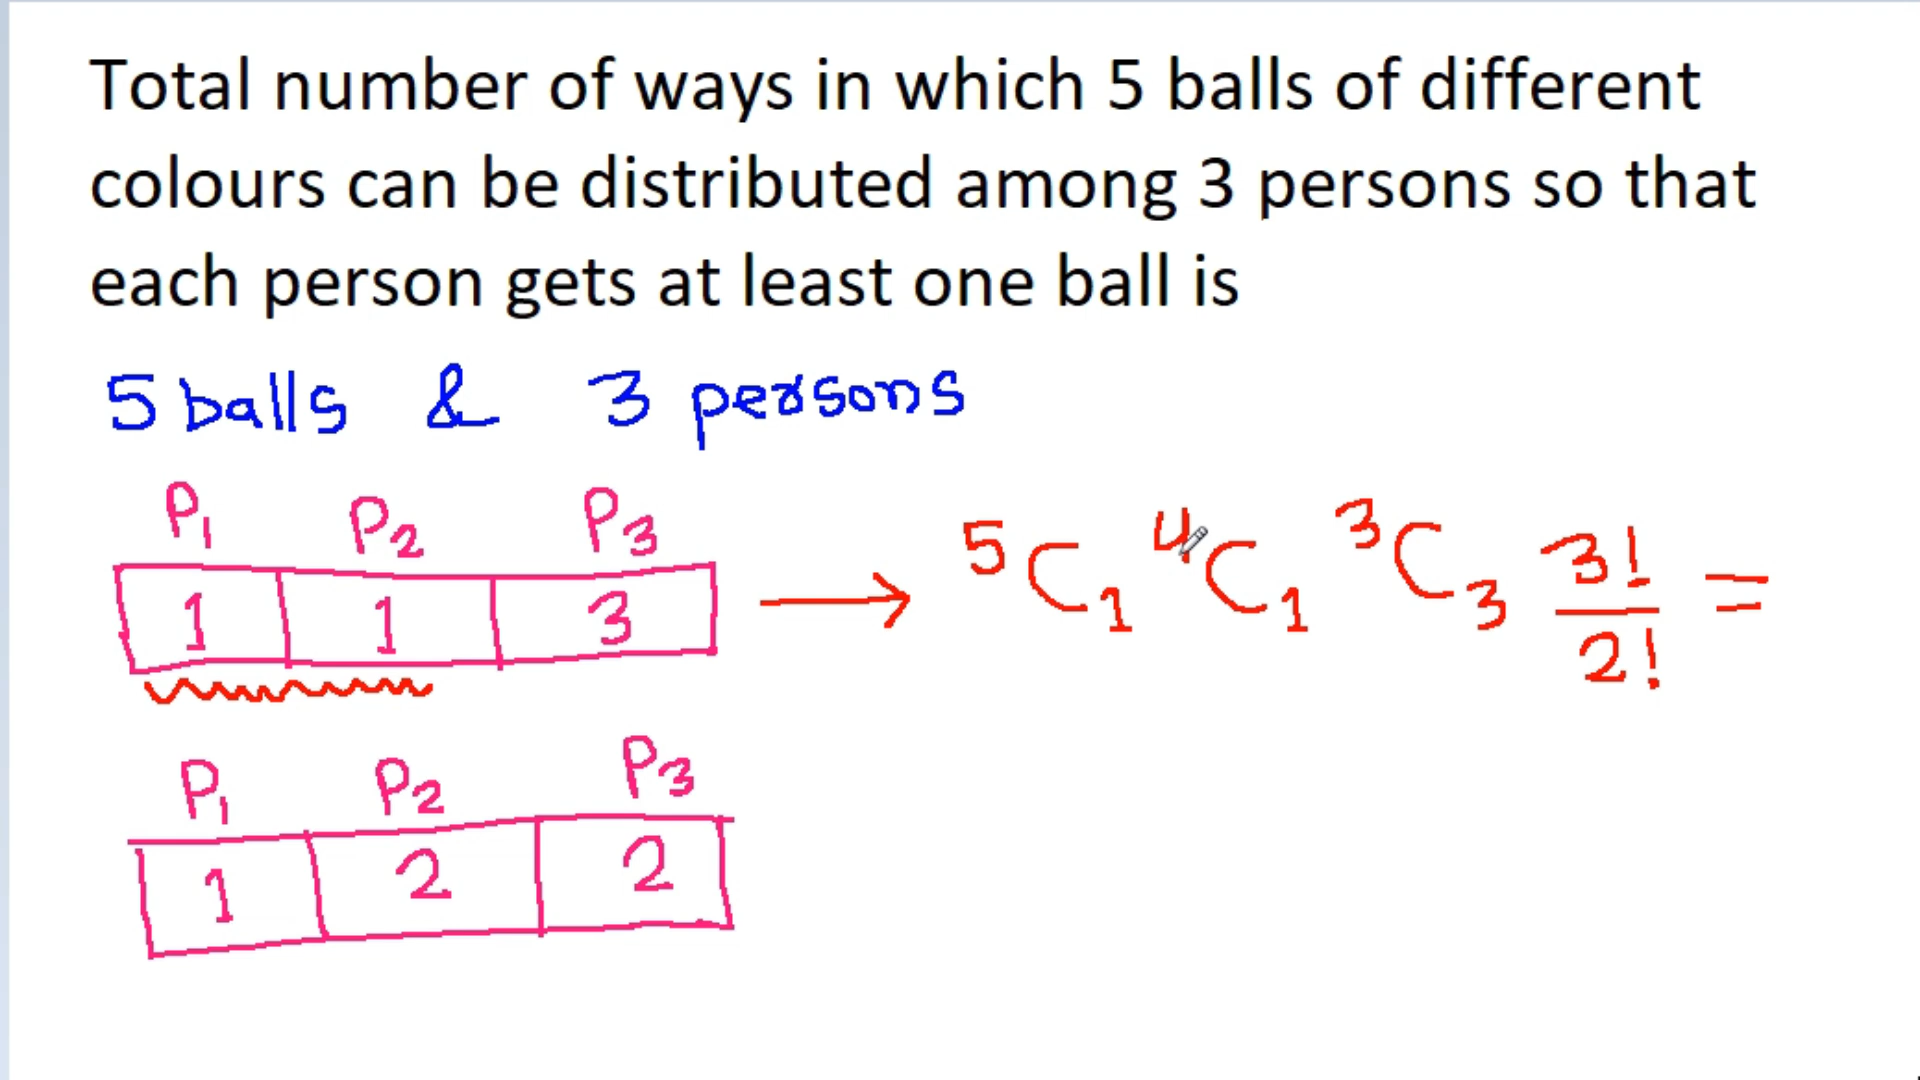 Total number of ways in which 5 balls of different
colours can be distributed among 3 persons so that
each person gets at least one ball is
5 balls & 3 persons
P₁ P₂ P₃
1 1 3 → ⁵C₁ ⁴C₁ ³C₃ 3!/2! =
P₁ P₂ P₃
1 2 2